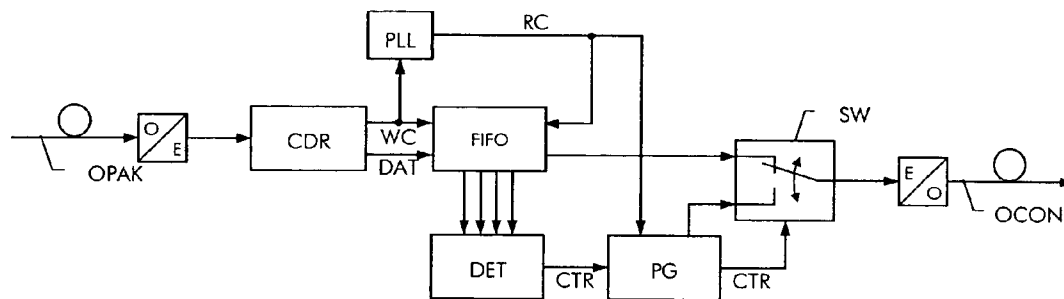 RC
PLL
SW
O
E
CDR
WC
FIFO
DAT
OPAK
E
O
OCON
DET
CTR
PG
CTR